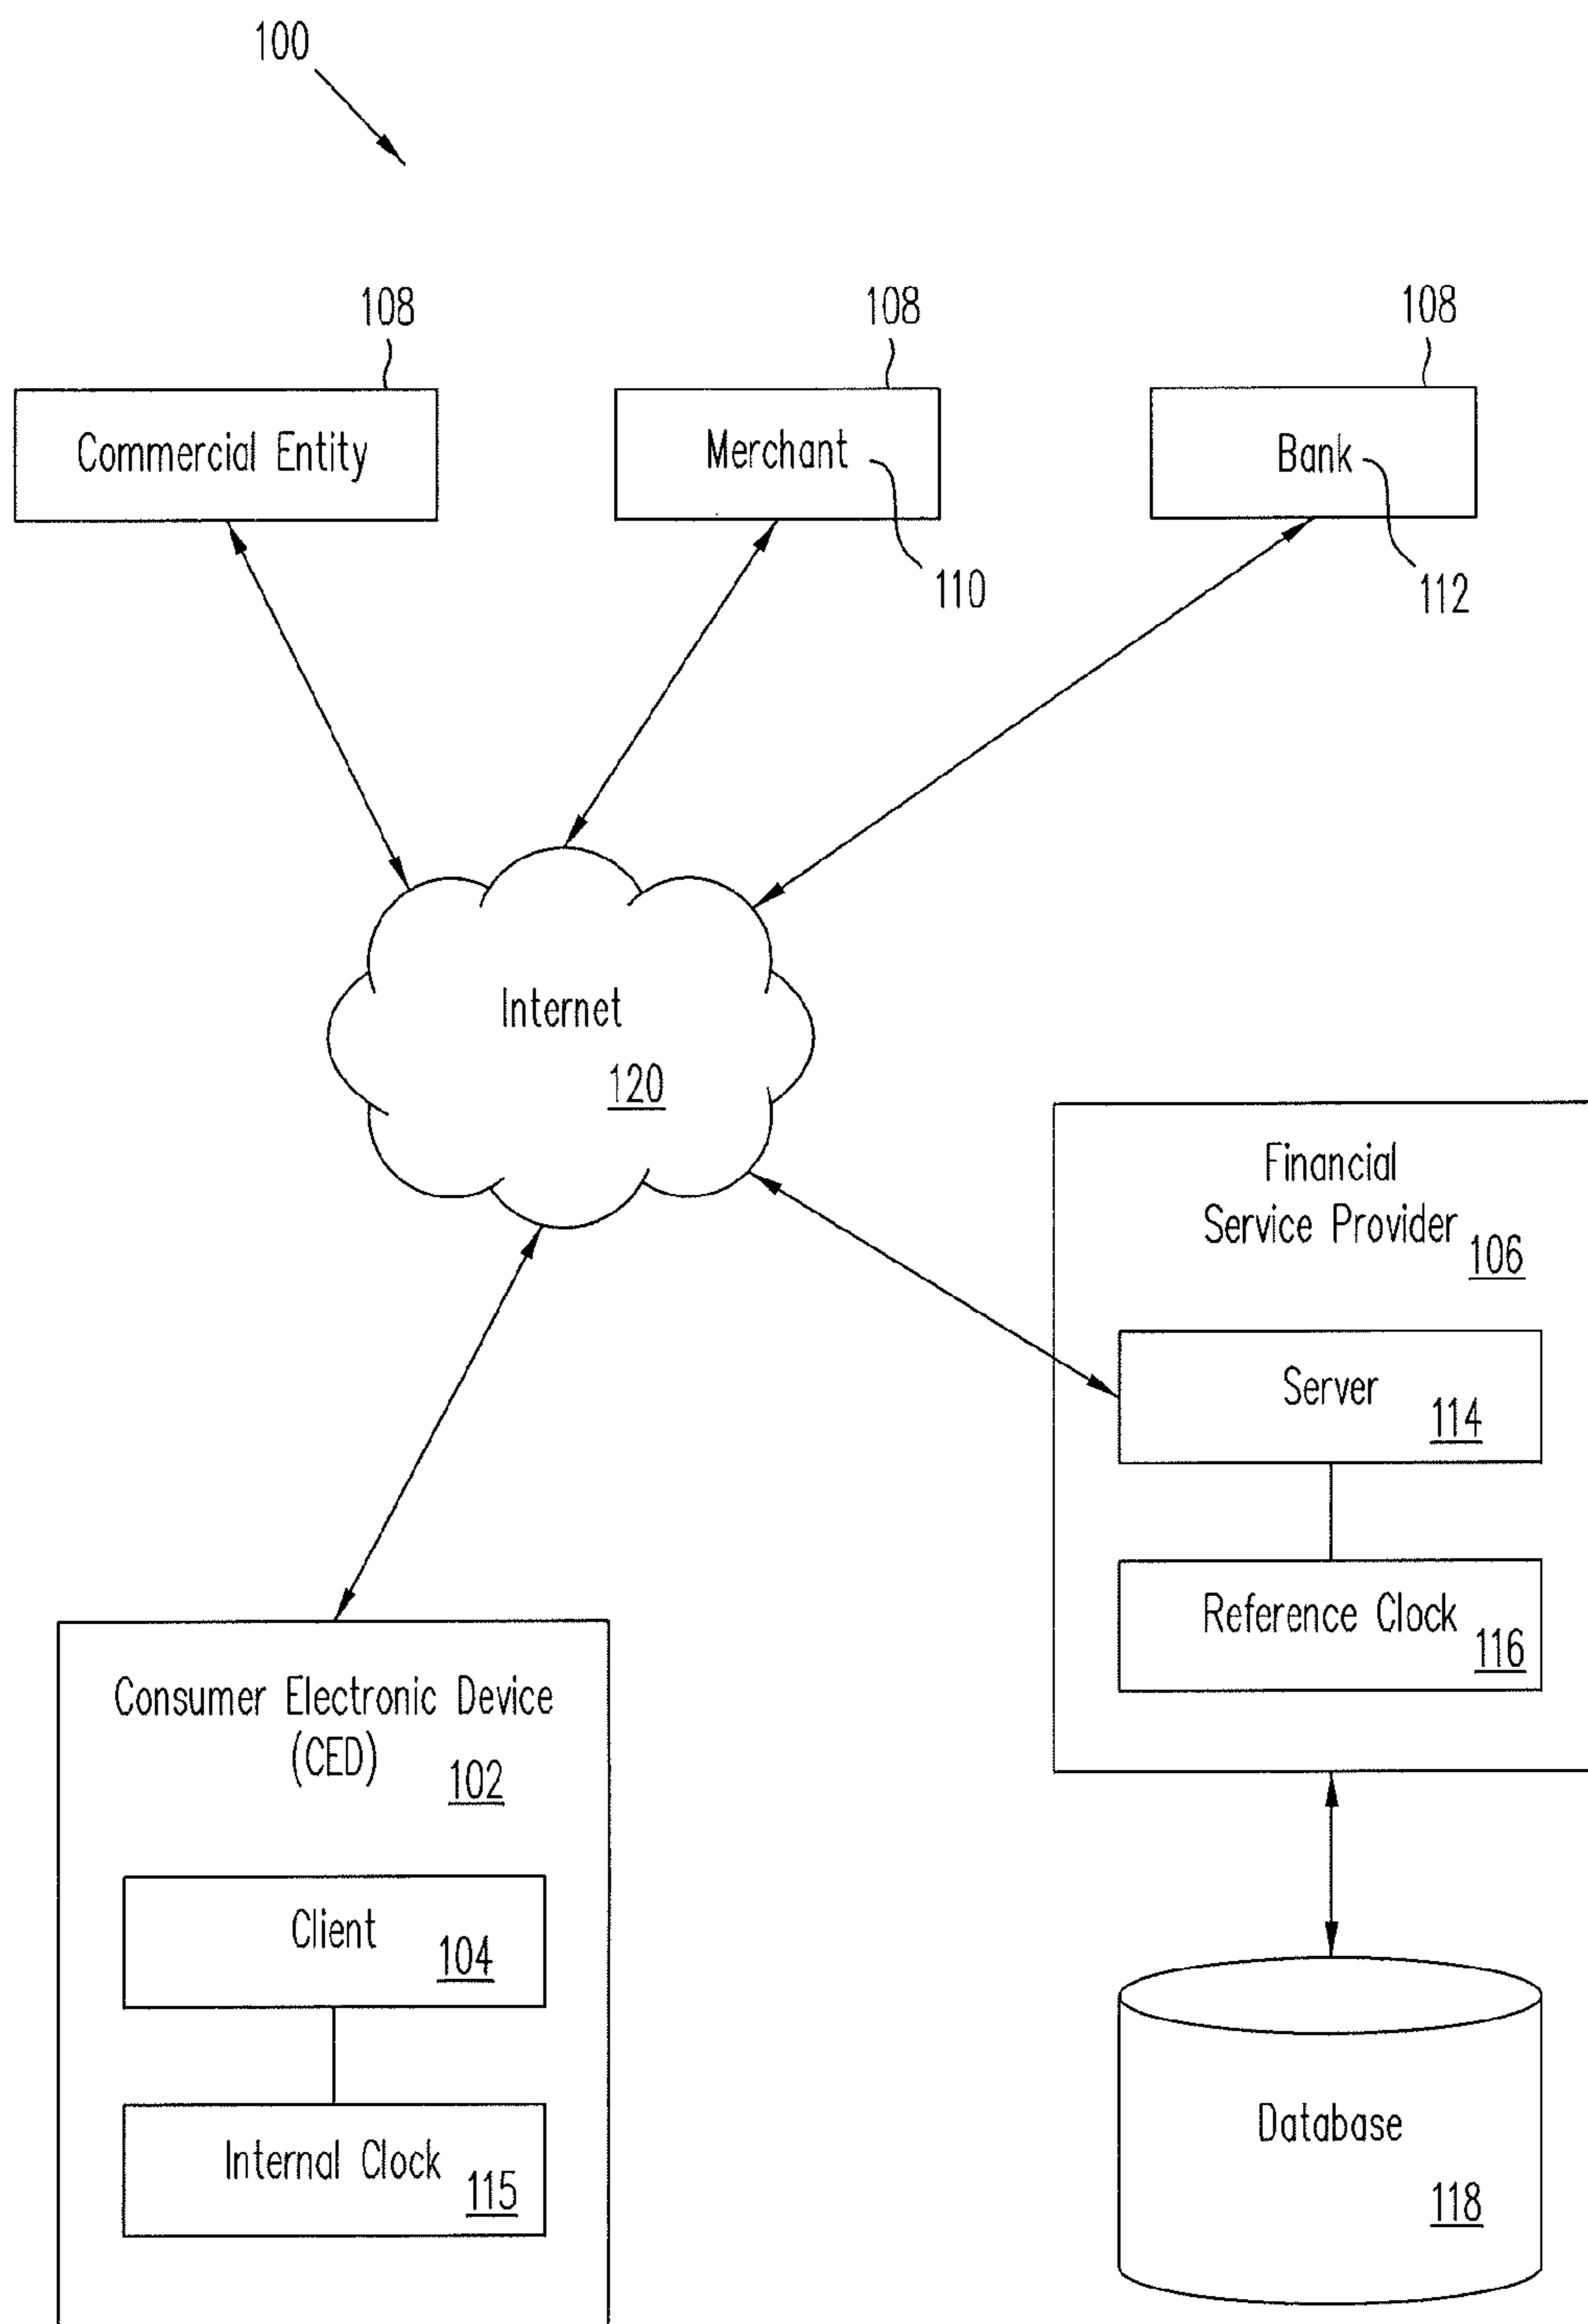 100
108
108
108
Commercial Entity
Merchant
Bank
110
112
Internet
120
Financial
Service Provider
106
Server
114
Reference Clock
116
Consumer Electronic Device
(CED)
102
Client
104
Internal Clock
115
Database
118